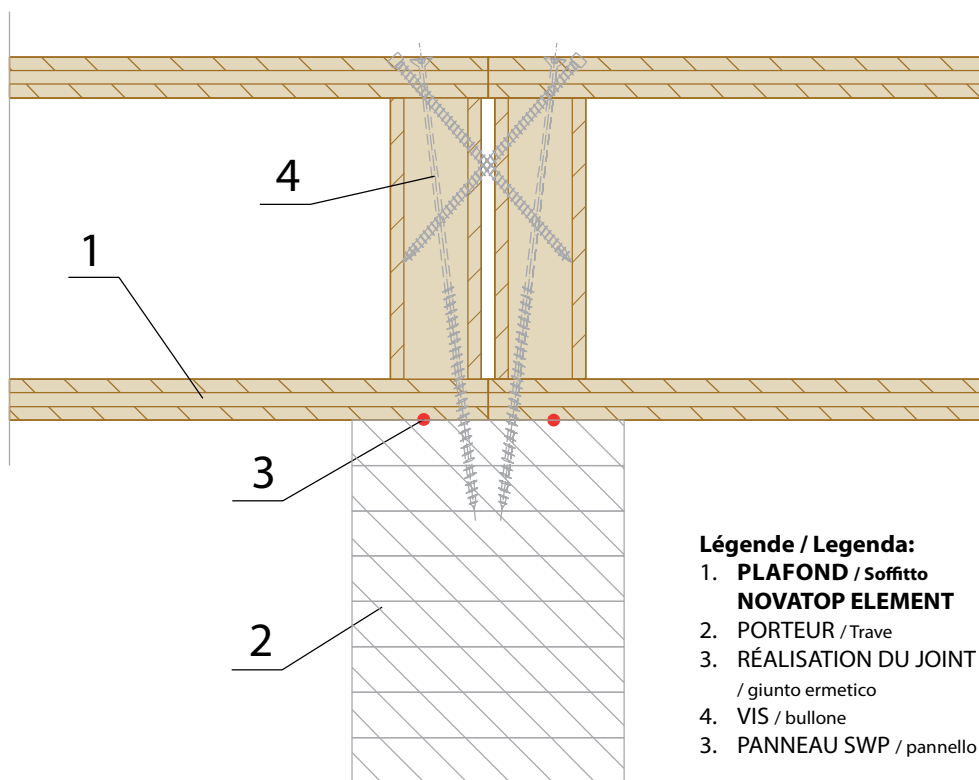 4
1
3
2
Légende / Legenda:
1. PLAFOND / Soffitto
NOVATOP ELEMENT
2. PORTEUR / Trave
3. RÉALISATION DU JOINT
/ giunto ermetico
4. VIS / bullone
3. PANNEAU SWP / pannello